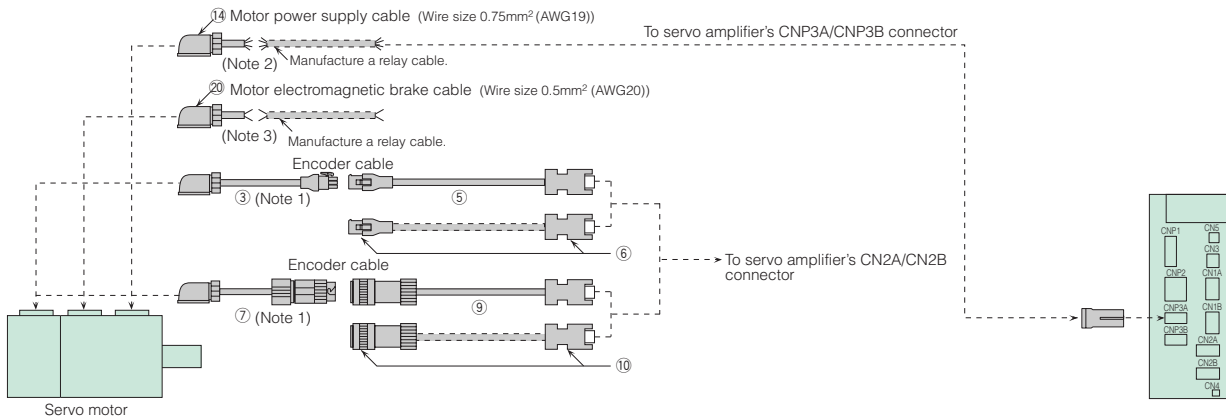 ⑭ Motor power supply cable (Wire size 0.75mm² (AWG19))
To servo amplifier's CNP3A/CNP3B connector
(Note 2)
Manufacture a relay cable.
⑳ Motor electromagnetic brake cable (Wire size 0.5mm² (AWG20))
(Note 3)
Manufacture a relay cable.
Encoder cable
③ (Note 1)
⑤
⑥
Encoder cable
To servo amplifier's CN2A/CN2B
connector
⑦ (Note 1)
⑨
⑩
Servo motor
CNP1
CN5
CN3
CNP2
CN1A
CNP3A
CN1B
CNP3B
CN2A
CN2B
CN4